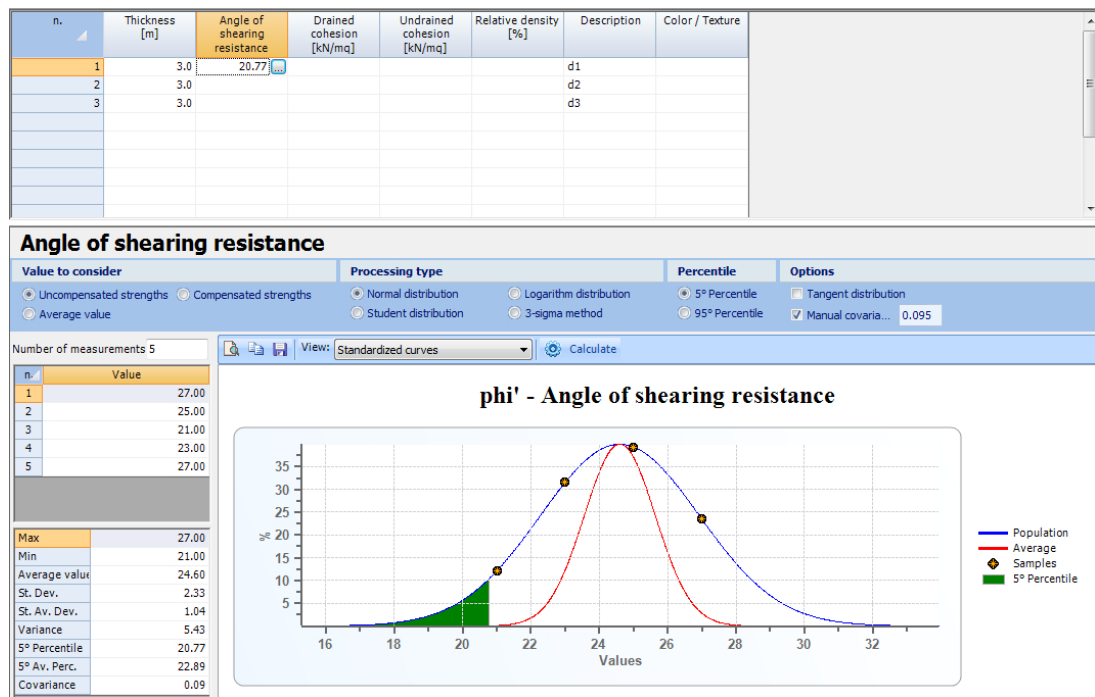 n. Thickness [m] Angle of shearing resistance Drained cohesion [kN/mq] Undrained cohesion [kN/mq] Relative density [%] Description Color / Texture
1 3.0 20.77 ... d1
2 3.0 d2
3 3.0 d3
Angle of shearing resistance
Value to consider Processing type Percentile Options
Uncompensated strengths Compensated strengths Normal distribution Logarithm distribution 5° Percentile Tangent distribution
Average value Student distribution 3-sigma method 95° Percentile Manual covaria... 0.095
Number of measurements 5 View: Standardized curves Calculate
n. Value
1 27.00
2 25.00
3 21.00
4 23.00
5 27.00
Max 27.00
Min 21.00
Average value 24.60
St. Dev. 2.33
St. Av. Dev. 1.04
Variance 5.43
5° Percentile 20.77
5° Av. Perc. 22.89
Covariance 0.09
phi' - Angle of shearing resistance
35
30
25
20
15
10
5
%
16 18 20 22 24 26 28 30 32
Values
Population
Average
Samples
5° Percentile